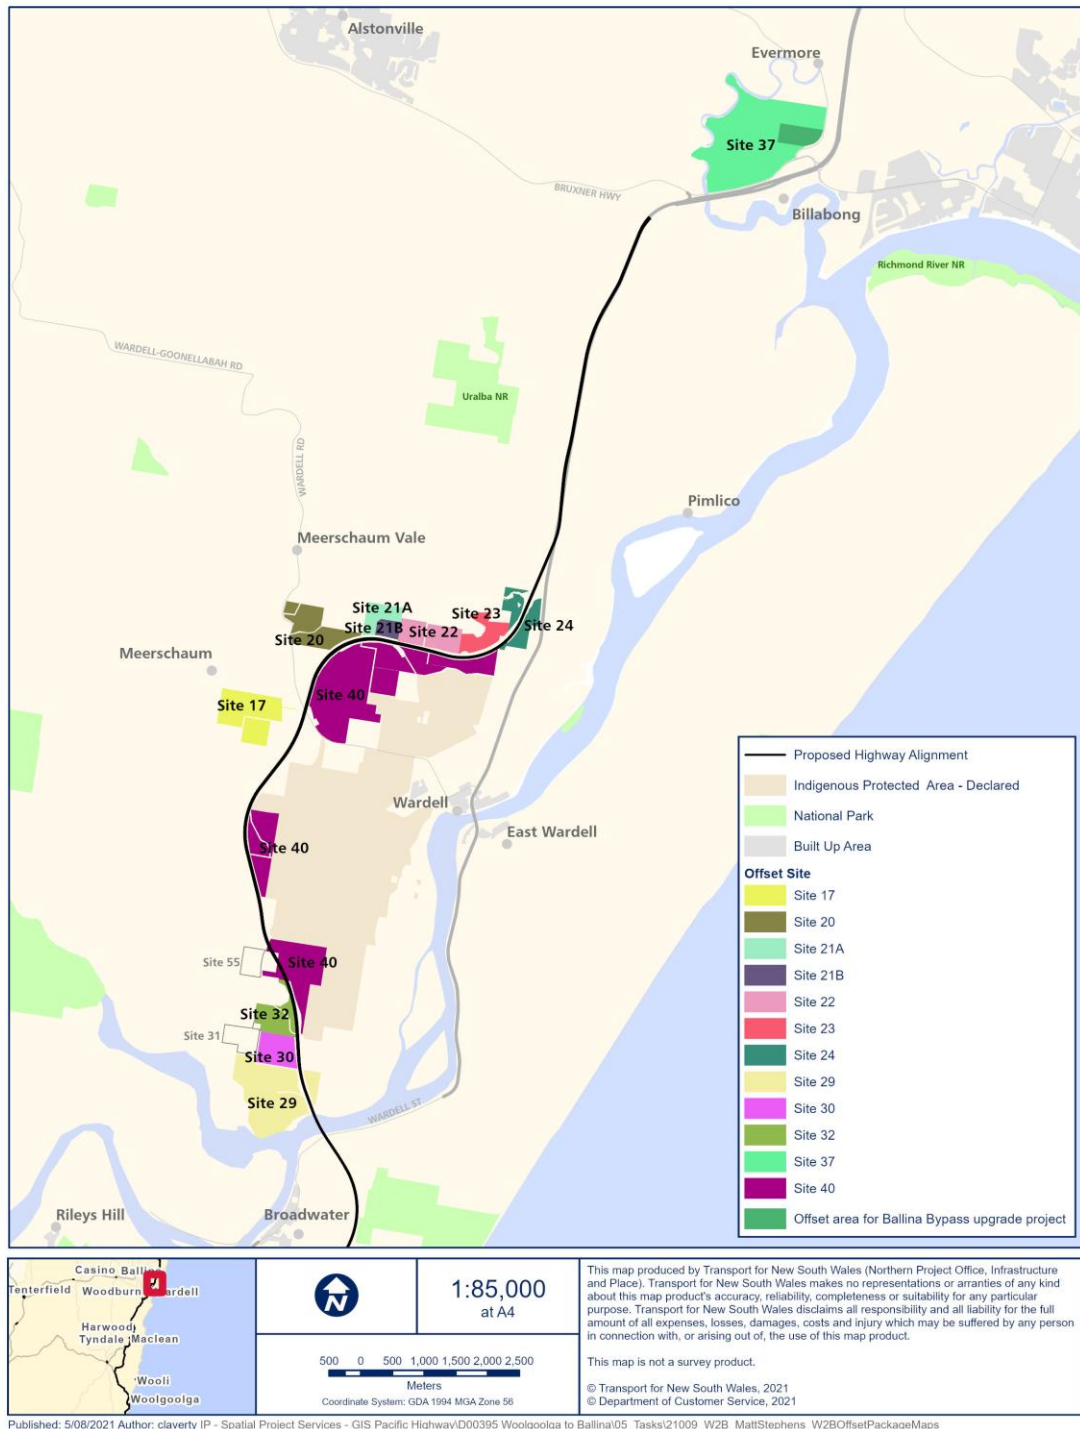 Alstonville
Evermore
Site 37
BRUXNER HWY
Billabong
Richmond River NR
WARDELL-GOONELLABAH RD
Uralba NR
WARDELL RD
Pimlico
Meerschaum Vale
Site 21A
Site 23
Site 21B
Site 22
Site 24
Site 20
Meerschaum
Site 40
Site 17
Wardell
East Wardell
Site 40
Site 55
Site 40
Site 32
Site 31
Site 30
Site 29
WARDELL ST
Rileys Hill
Broadwater
Proposed Highway Alignment
Indigenous Protected Area - Declared
National Park
Built Up Area
Offset Site
Site 17
Site 20
Site 21A
Site 21B
Site 22
Site 23
Site 24
Site 29
Site 30
Site 32
Site 37
Site 40
Offset area for Ballina Bypass upgrade project
Casino
Tenterfield
Woodburn
Harwood
Tyndale Maclean
Wooli
Woolgoolga
N
1:85,000
at A4
500 0 500 1,000 1,500 2,000 2,500
Meters
Coordinate System: GDA 1994 MGA Zone 56
This map produced by Transport for New South Wales (Northern Project Office, Infrastructure
and Place). Transport for New South Wales makes no representations or arranties of any kind
about this map product's accuracy, reliability, completeness or suitability for any particular
purpose. Transport for New South Wales disclaims all responsibility and all liability for the full
amount of all expenses, losses, damages, costs and injury which may be suffered by any person
in connection with, or arising out of, the use of this map product.
This map is not a survey product.
© Transport for New South Wales, 2021
© Department of Customer Service, 2021
Published: 5/08/2021 Author: claverty IP - Spatial Project Services - GIS Pacific Highway\D00395 Woolgoolga to Ballina\05_Tasks\21009_W2B_MattStephens_W2BOffsetPackageMaps